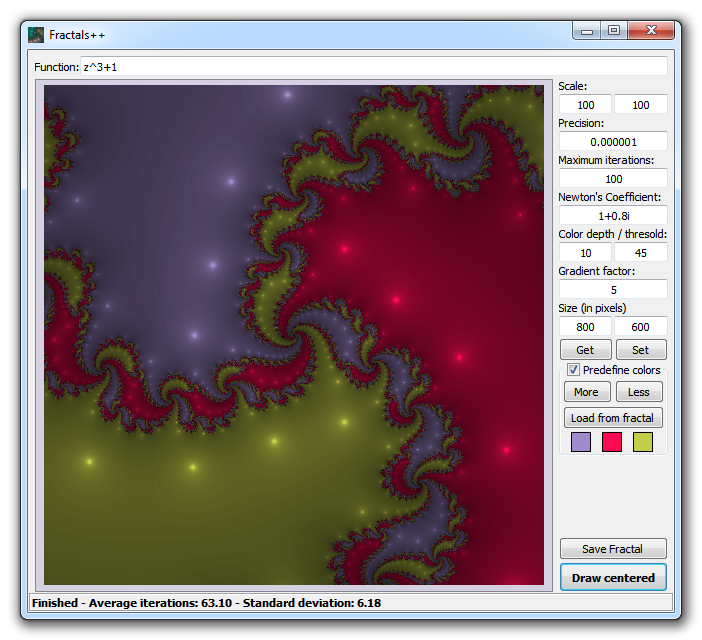 Fractals++
Function: z^3+1
Scale:
100 100
Precision:
0.000001
Maximum iterations:
100
Newton's Coefficient:
1+0.8i
Color depth / thresold:
10 45
Gradient factor:
5
Size (in pixels)
800 600
Get Set
Predefine colors
More Less
Load from fractal
Save Fractal
Draw centered
Finished - Average iterations: 63.10 - Standard deviation: 6.18